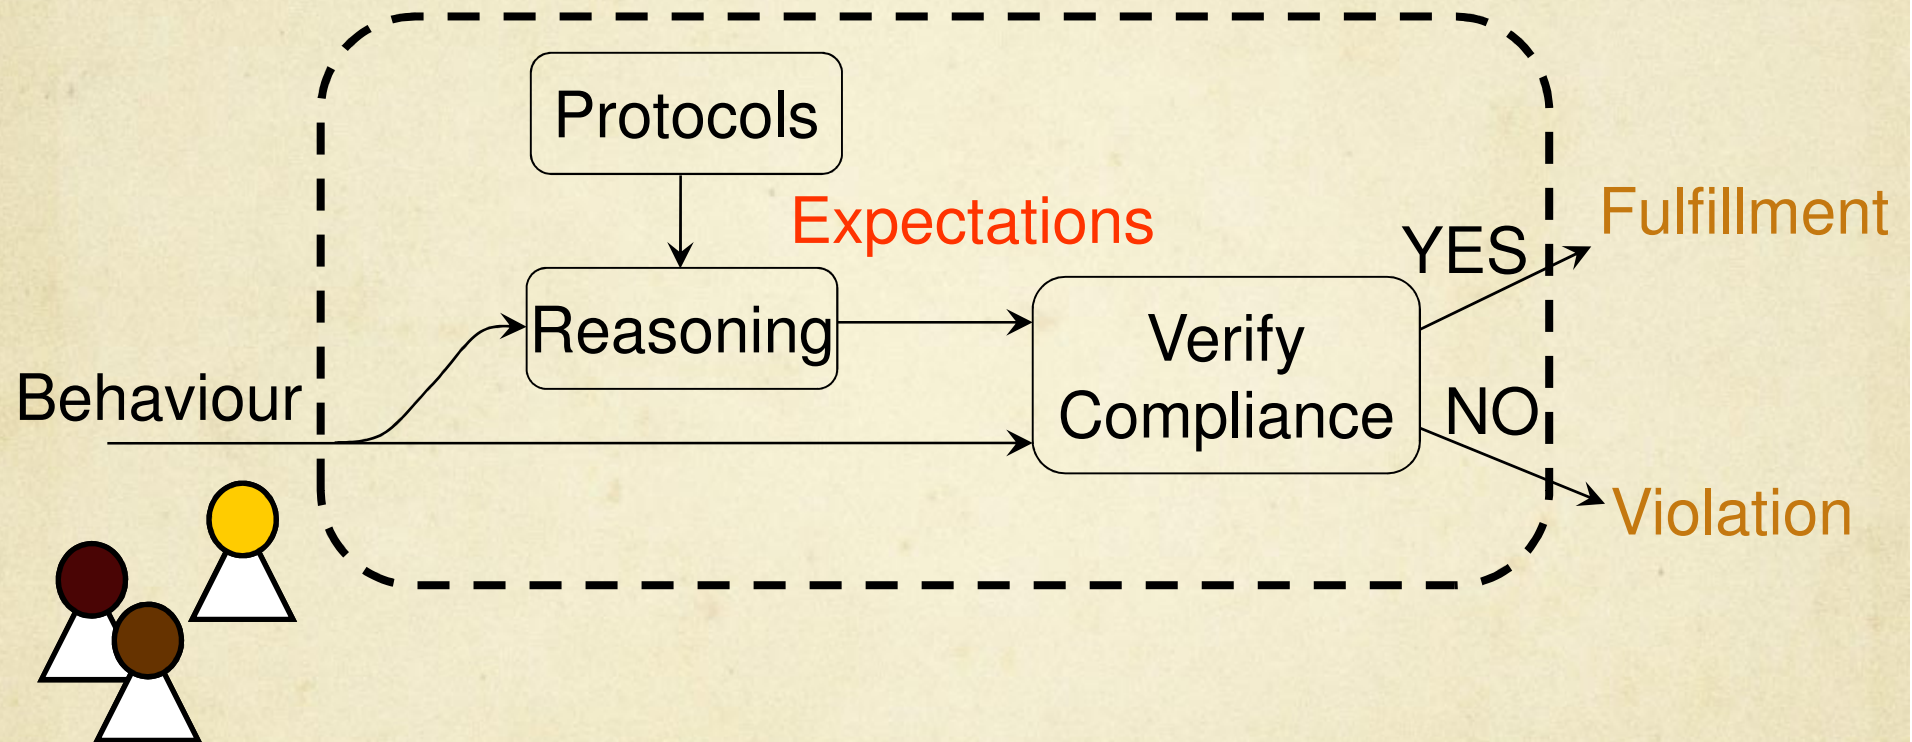 Protocols
Expectations
Fulfillment
YES
Reasoning
Verify
Compliance
Behaviour
NO
Violation